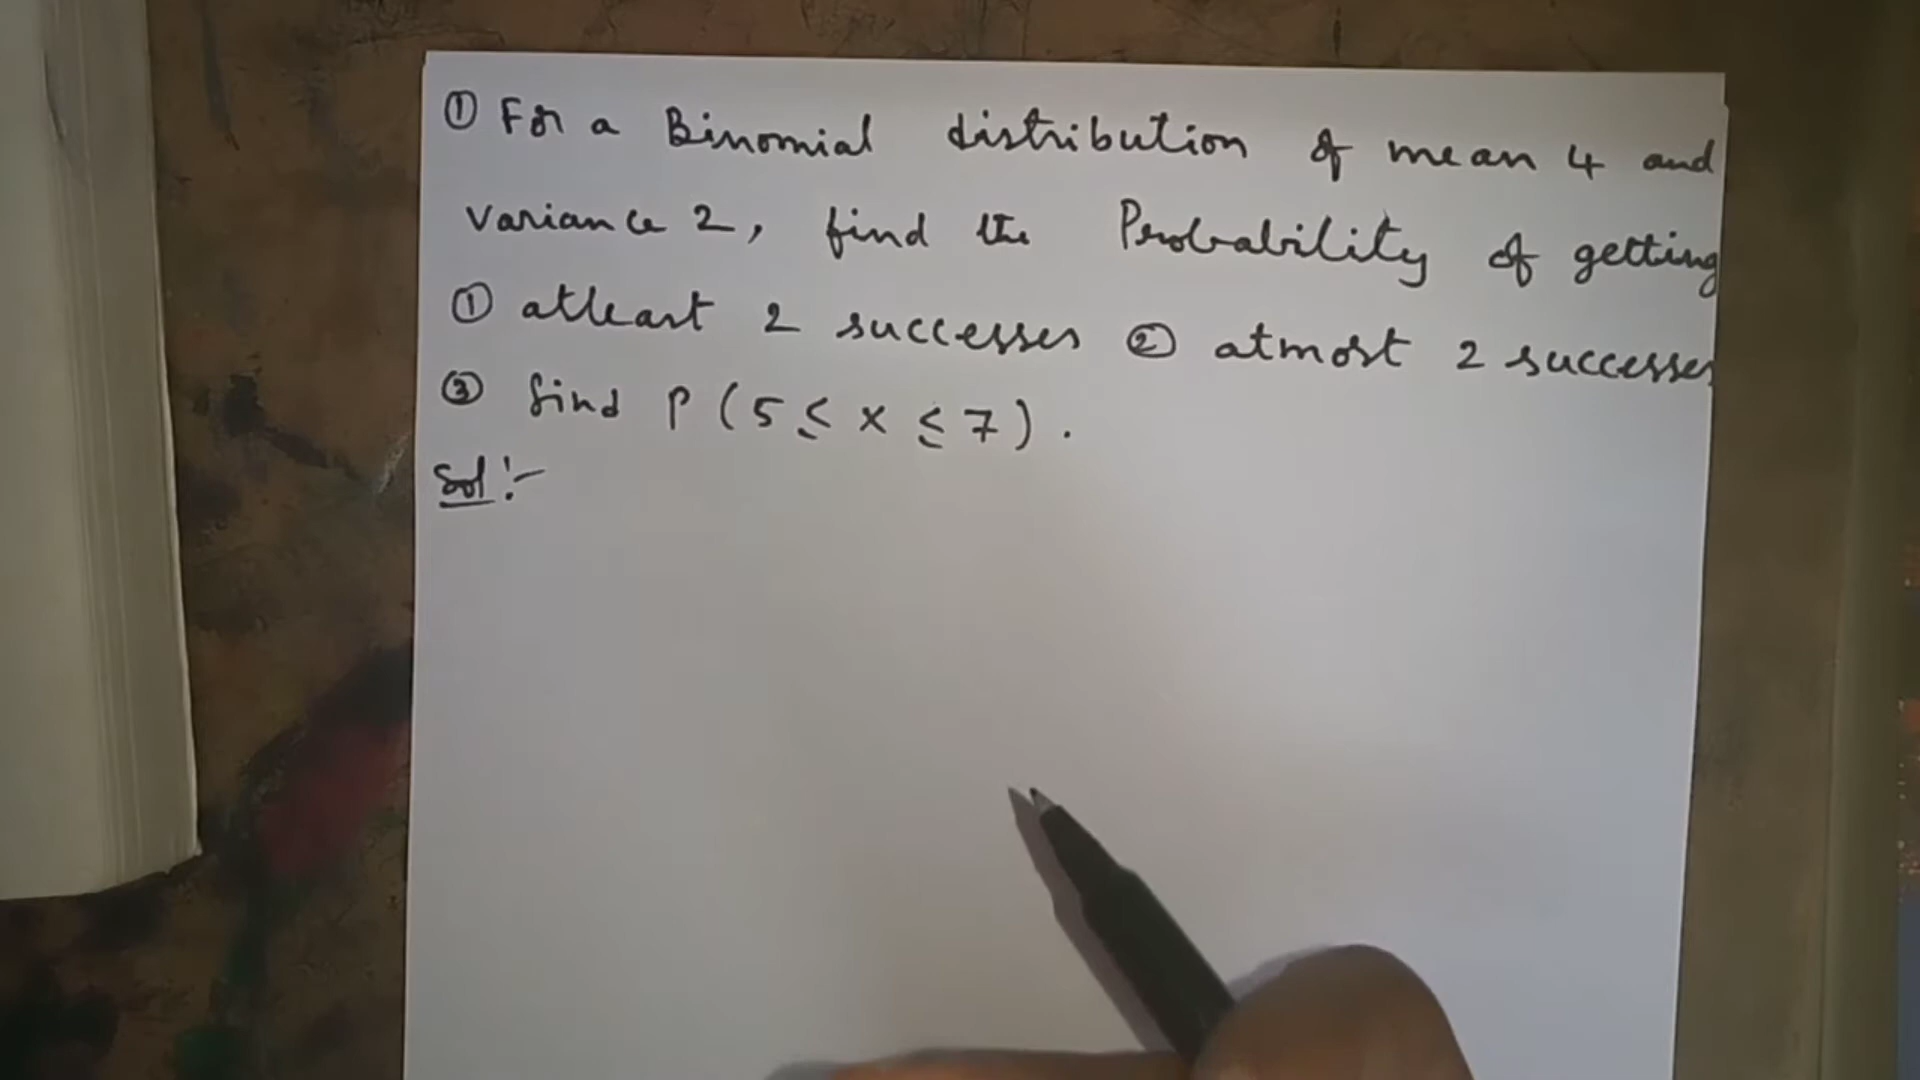 ① For a Binomial distribution of mean 4 and
variance 2, find the Probability of getting
① atleast 2 successes ② atmost 2 successes
③ find P(5 ≤ x ≤ 7).
Sol:-